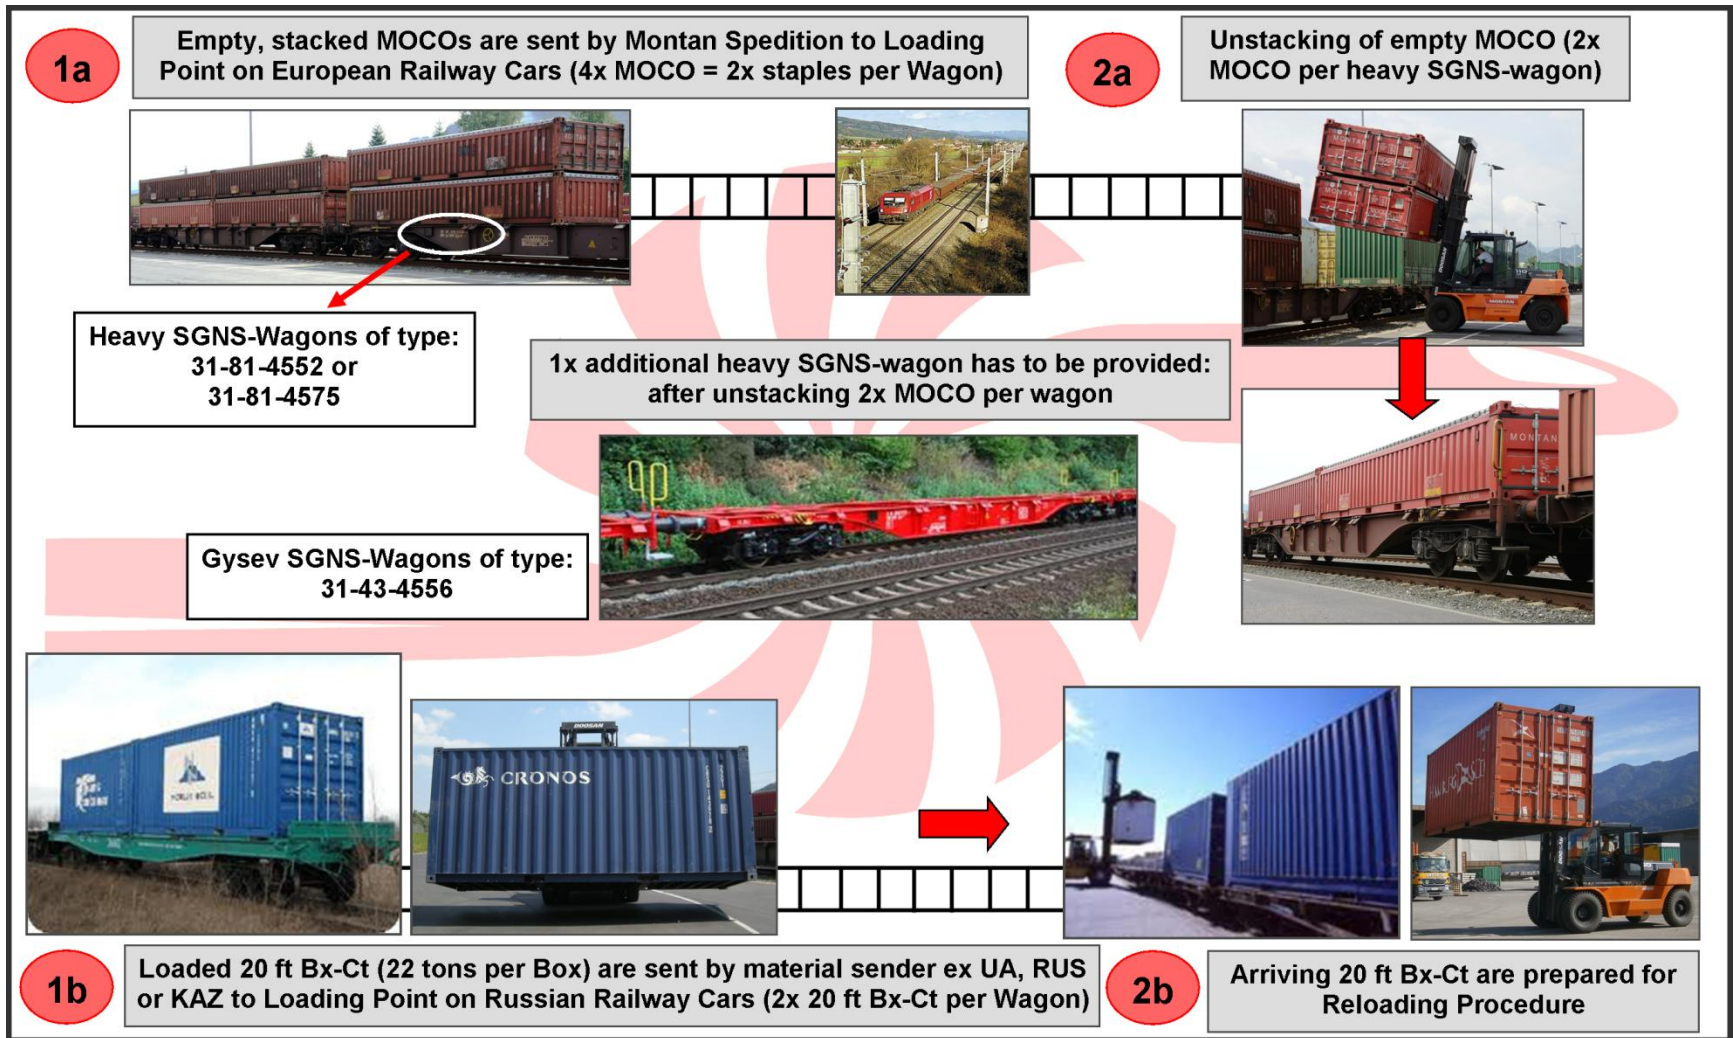 1a
Empty, stacked MOCOs are sent by Montan Spedition to Loading
Point on European Railway Cars (4x MOCO = 2x staples per Wagon)
2a
Unstacking of empty MOCO (2x
MOCO per heavy SGNS-wagon)
Heavy SGNS-Wagons of type:
31-81-4552 or
31-81-4575
1x additional heavy SGNS-wagon has to be provided:
after unstacking 2x MOCO per wagon
MONTAN
Gysev SGNS-Wagons of type:
31-43-4556
DOOSAN
CRONOS
1b
Loaded 20 ft Bx-Ct (22 tons per Box) are sent by material sender ex UA, RUS
or KAZ to Loading Point on Russian Railway Cars (2x 20 ft Bx-Ct per Wagon)
2b
Arriving 20 ft Bx-Ct are prepared for
Reloading Procedure